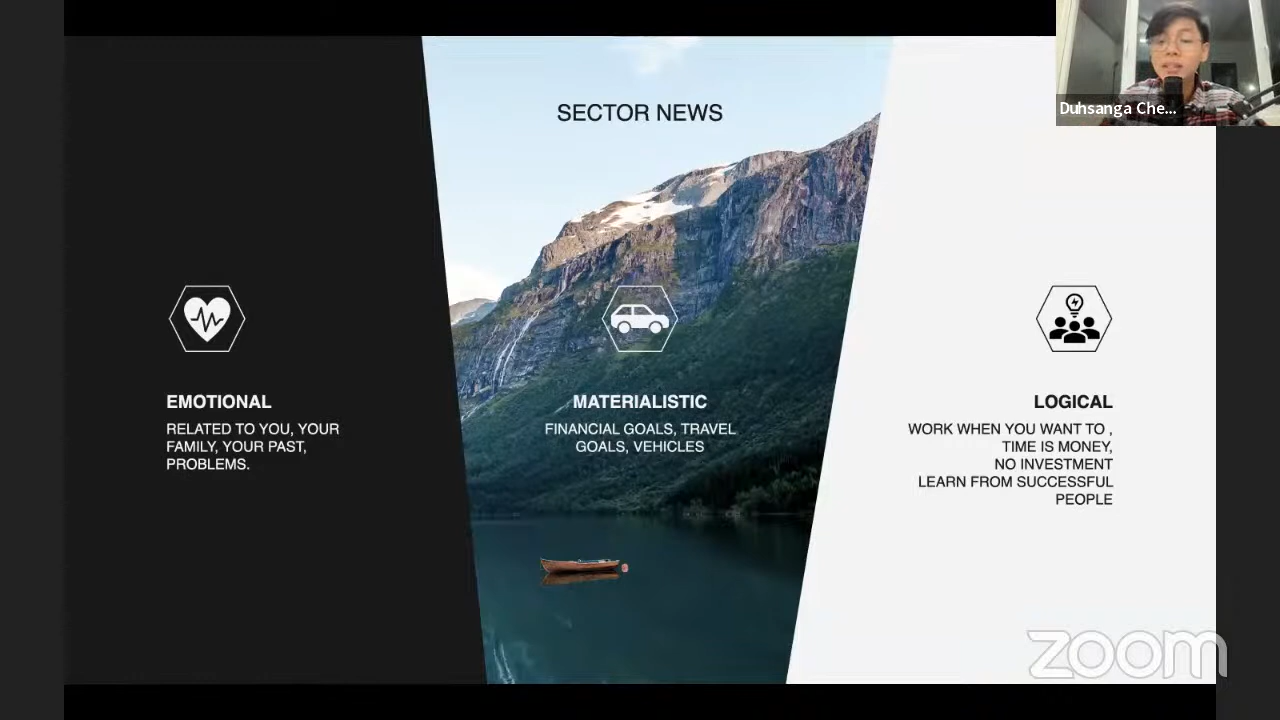 SECTOR NEWS
Duhsanga Che...
EMOTIONAL
RELATED TO YOU, YOUR
FAMILY, YOUR PAST,
PROBLEMS.
MATERIALISTIC
FINANCIAL GOALS, TRAVEL
GOALS, VEHICLES
LOGICAL
WORK WHEN YOU WANT TO ,
TIME IS MONEY,
NO INVESTMENT
LEARN FROM SUCCESSFUL
PEOPLE
zoom